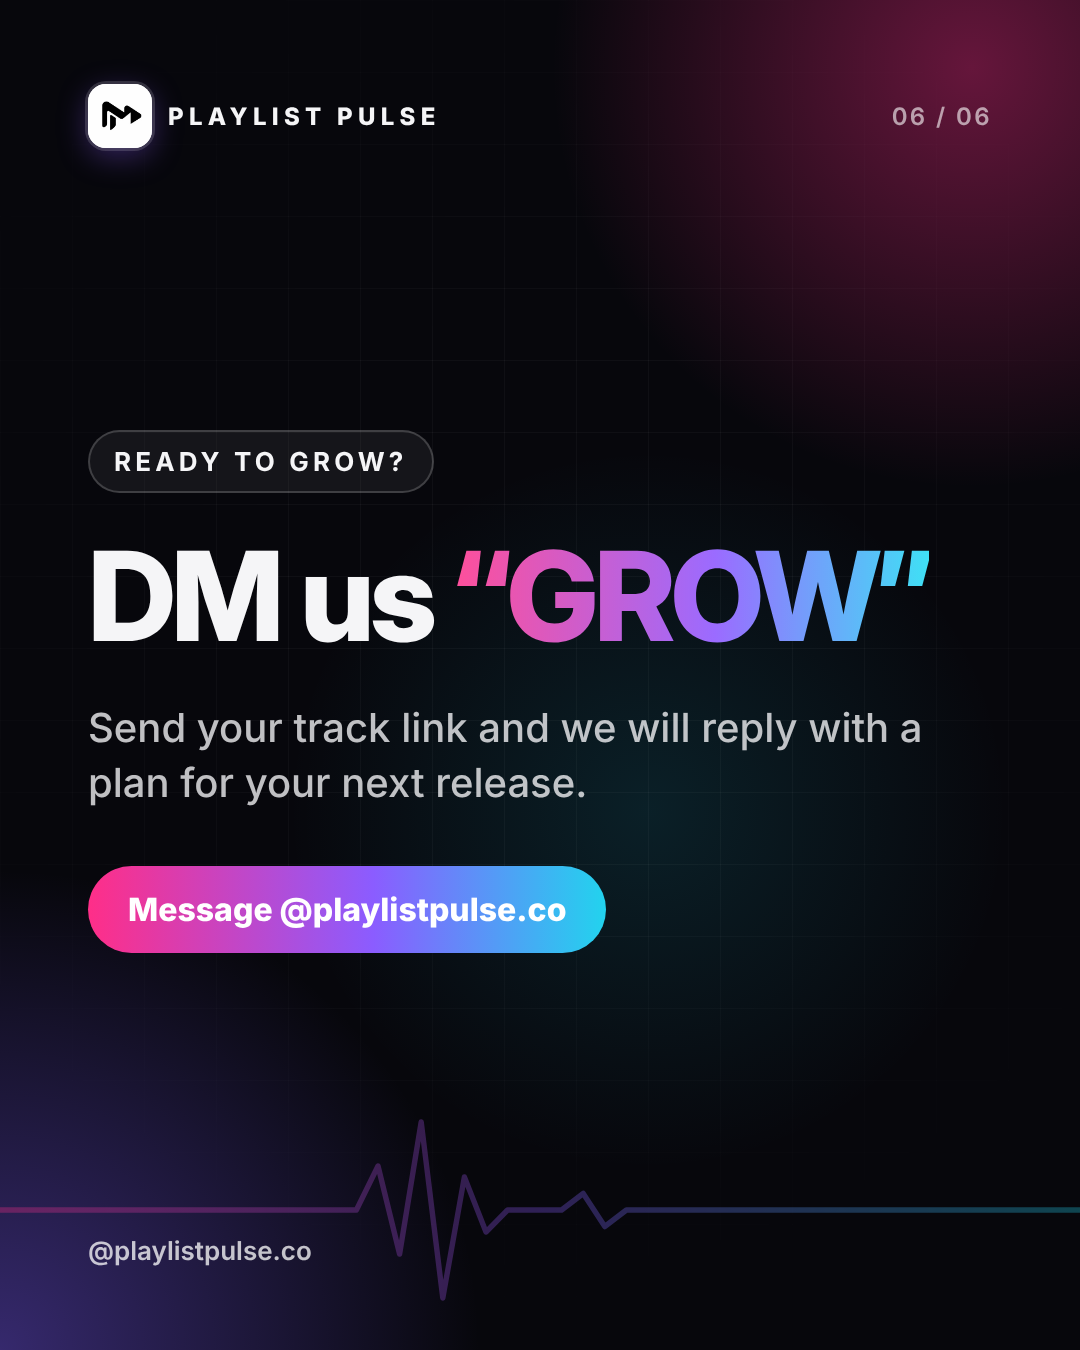 PLAYLIST PULSE
06 / 06
READY TO GROW?
DM us “GROW”
Send your track link and we will reply with a
plan for your next release.
Message @playlistpulse.co
@playlistpulse.co